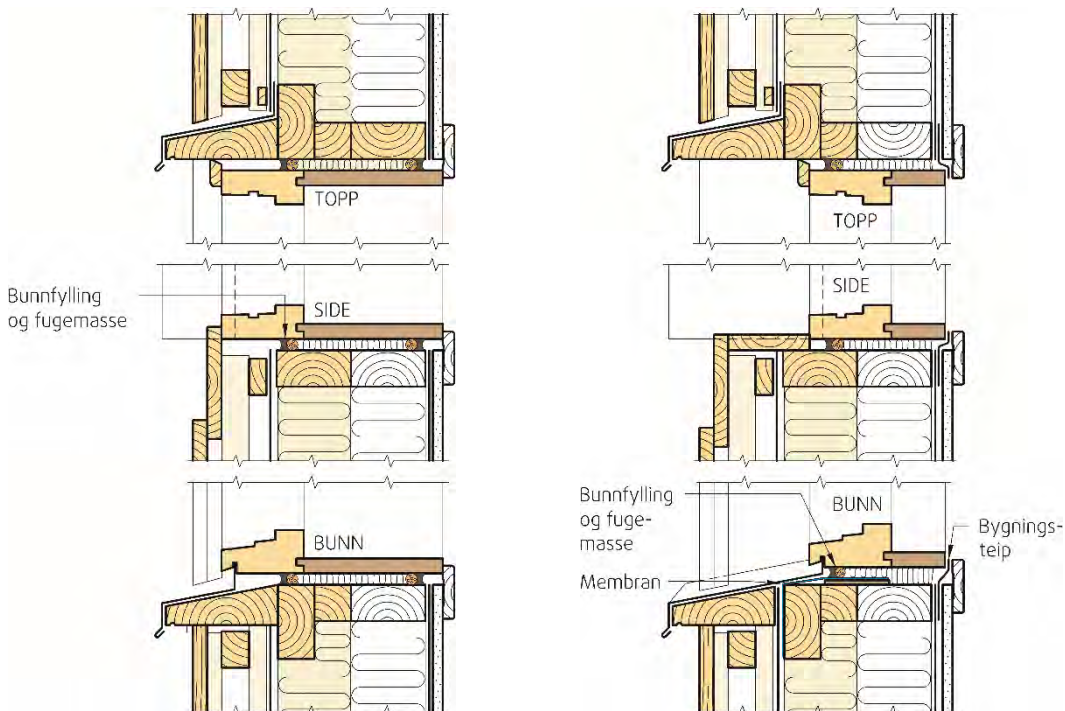 TOPP
Bunnfylling
og fugemasse
SIDE
BUNN
TOPP
SIDE
Bunnfylling
og fuge-
masse
BUNN
Bygnings-
teip
Membran